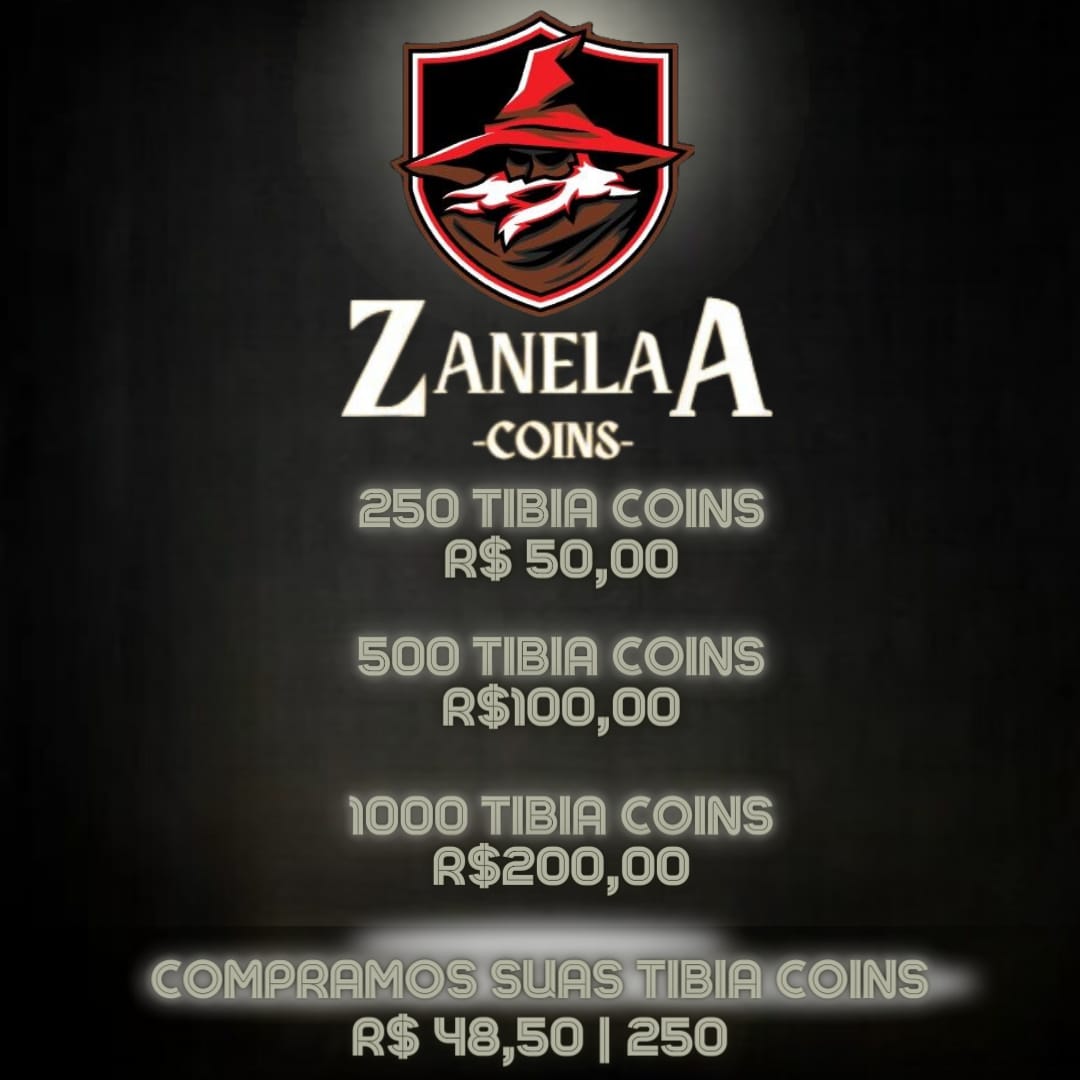 ZANELAA
-COINS-
250 TIBIA COINS
R$ 50,00
500 TIBIA COINS
R$100,00
1000 TIBIA COINS
R$200,00
COMPRAMOS SUAS TIBIA COINS
R$ 48,50 | 250